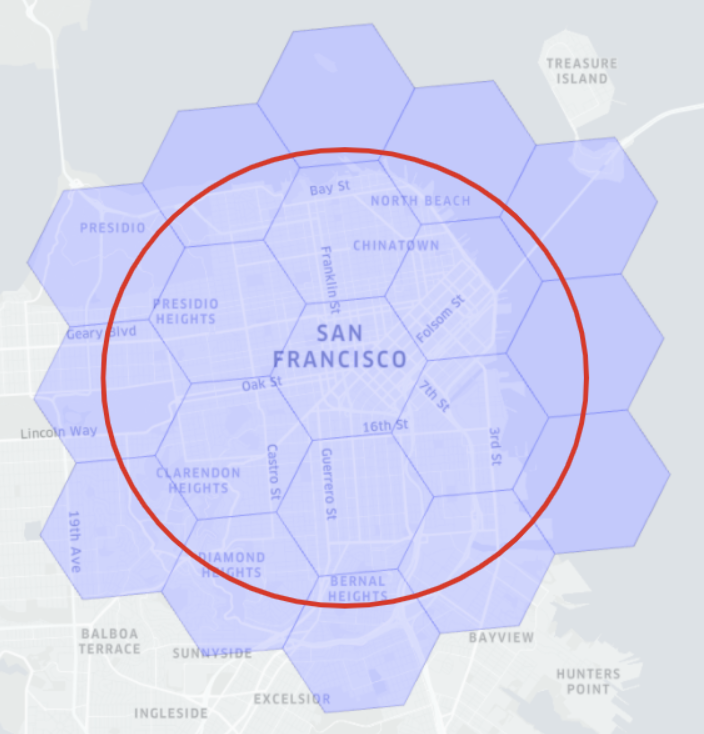 TREASURE
ISLAND
Bay St
NORTH BEACH
PRESIDIO
CHINATOWN
Franklin St
PRESIDIO
HEIGHTS
Folsom St
Geary Blvd
SAN
FRANCISCO
Oak St
7th St
Lincoln Way
16th St
3rd St
CLARENDON
HEIGHTS
Castro St
Guerrero St
19th Ave
DIAMOND
HEIGHTS
BERNAL
HEIGHTS
BALBOA
TERRACE
SUNNYSIDE
BAYVIEW
HUNTERS
POINT
EXCELSIOR
INGLESIDE